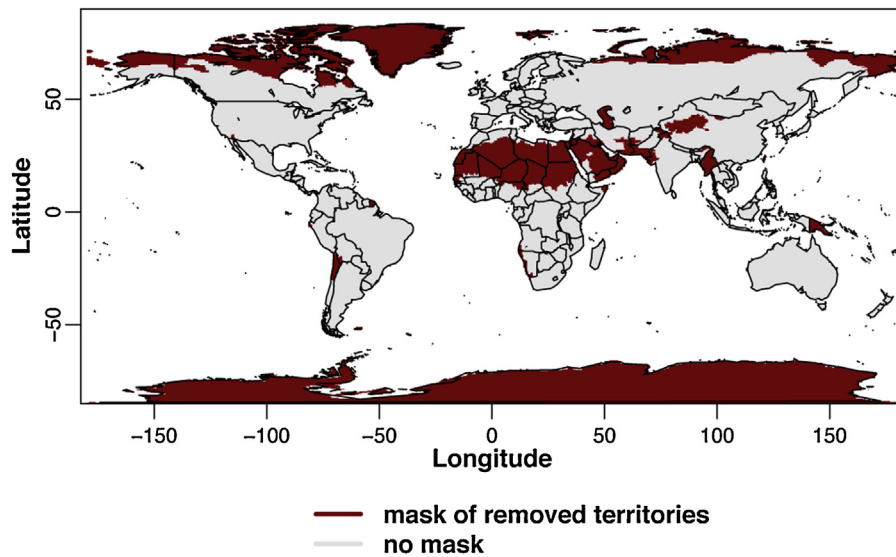 50
0
−50
Latitude
−150 −100 −50 0 50 100 150
Longitude
mask of removed territories
no mask